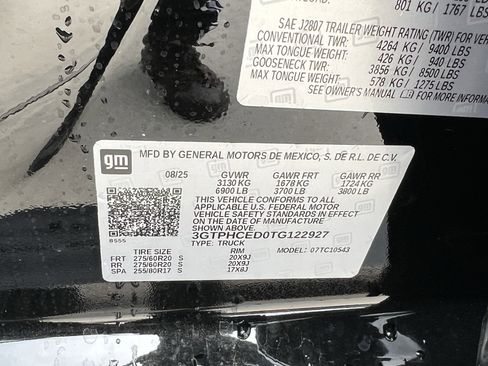 801 KG / 1767 LBS
SAE J2807 TRAILER WEIGHT RATING (TWR) FOR VEH
CONVENTIONAL TWR: 4264 KG / 9400 LBS
MAX TONGUE WEIGHT: 426 KG / 940 LBS
GOOSENECK TWR: 3856 KG / 8500 LBS
MAX TONGUE WEIGHT: 578 KG / 1275 LBS
SEE OWNER'S MANUAL FOR MORE INFORMAT
gm
MFD BY GENERAL MOTORS DE MEXICO, S. DE R.L. DE C.V.
08/25 GVWR GAWR FRT GAWR RR
3130 KG 1678 KG 1724 KG
6900 LB 3700 LB 3800 LB
THIS VEHICLE CONFORMS TO ALL
APPLICABLE U.S. FEDERAL MOTOR
VEHICLE SAFETY STANDARDS IN EFFECT
ON THE DATE OF MANUFACTURE
SHOWN ABOVE.
3GTPHCED0TG122927
TYPE: TRUCK MODEL: 07TC10543
8555
TIRE SIZE RIM
FRT 275/60R20 S 20X9J
RR 275/60R20 S 20X9J
SPA 255/80R17 S 17X8J